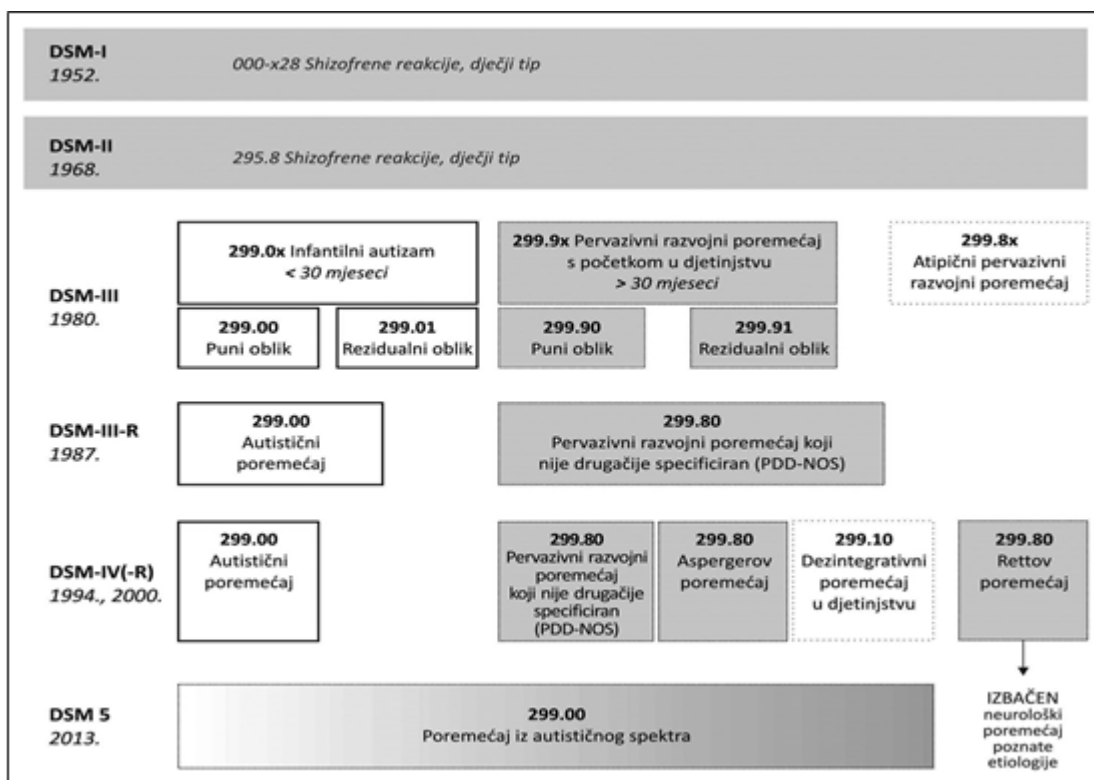 DSM-I
1952.
000-x28 Shizofrene reakcije, dječji tip
DSM-II
1968.
295.8 Shizofrene reakcije, dječji tip
DSM-III
1980.
299.0x Infantilni autizam
< 30 mjeseci
299.00
Puni oblik
299.01
Rezidualni oblik
299.9x Pervazivni razvojni poremećaj
s početkom u djetinjstvu
> 30 mjeseci
299.90
Puni oblik
299.91
Rezidualni oblik
299.8x
Atipični pervazivni
razvojni poremećaj
DSM-III-R
1987.
299.00
Autistični
poremećaj
299.80
Pervazivni razvojni poremećaj koji
nije drugačije specificiran (PDD-NOS)
DSM-IV(-R)
1994., 2000.
299.00
Autistični
poremećaj
299.80
Pervazivni razvojni
poremećaj
koji nije drugačije
specificiran
(PDD-NOS)
299.80
Aspergerov
poremećaj
299.10
Dezintegrativni
poremećaj
u djetinjstvu
299.80
Rettov
poremećaj
DSM 5
2013.
299.00
Poremećaj iz autističnog spektra
IZBAČEN
neurološki
poremećaj
poznate
etiologije